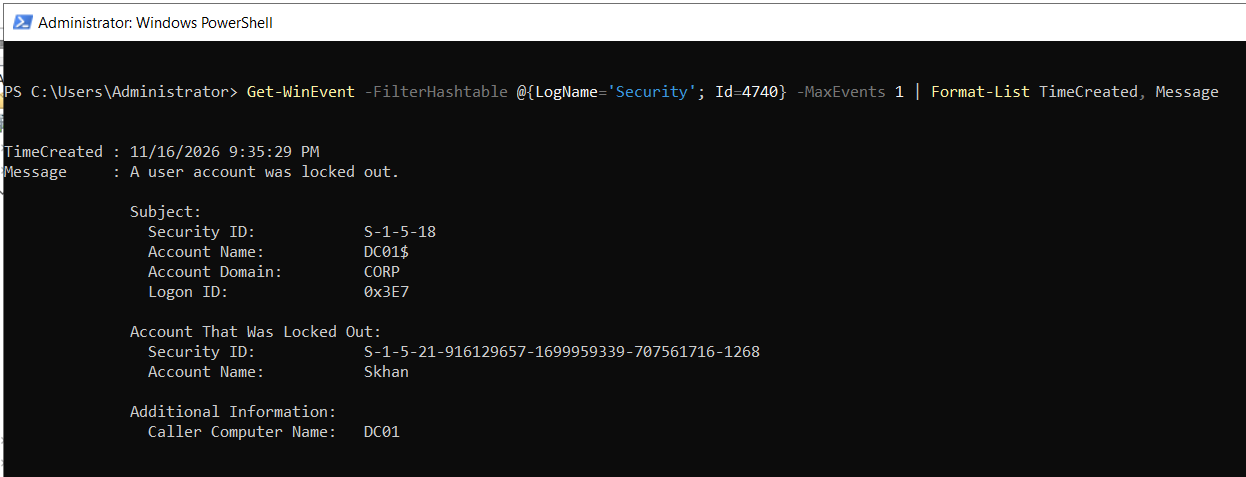 Administrator: Windows PowerShell
PS C:\Users\Administrator> Get-WinEvent -FilterHashtable @{LogName='Security'; Id=4740} -MaxEvents 1 | Format-List TimeCreated, Message
TimeCreated : 11/16/2026 9:35:29 PM
Message     : A user account was locked out.
Subject:
Security ID: S-1-5-18
Account Name: DC01$
Account Domain: CORP
Logon ID: 0x3E7
Account That Was Locked Out:
Security ID: S-1-5-21-916129657-1699959339-707561716-1268
Account Name: Skhan
Additional Information:
Caller Computer Name: DC01